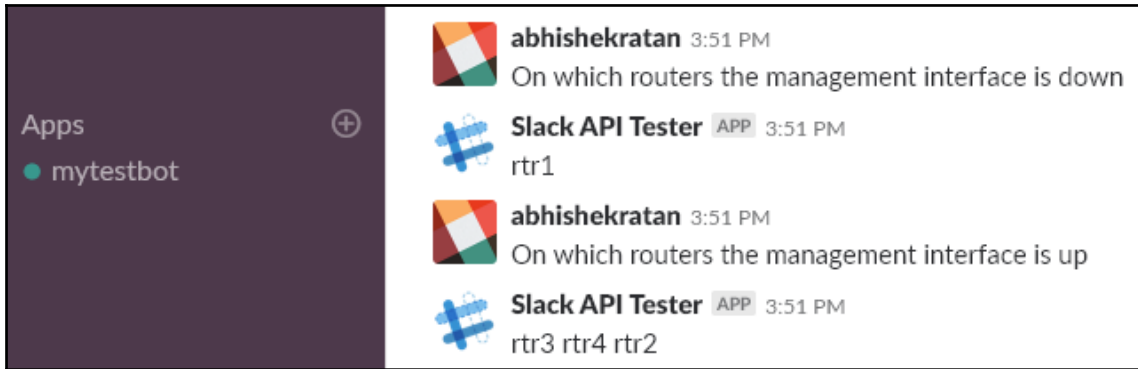 Apps
mytestbot
abhishekratan 3:51 PM
On which routers the management interface is down
Slack API Tester APP 3:51 PM
rtr1
abhishekratan 3:51 PM
On which routers the management interface is up
Slack API Tester APP 3:51 PM
rtr3 rtr4 rtr2